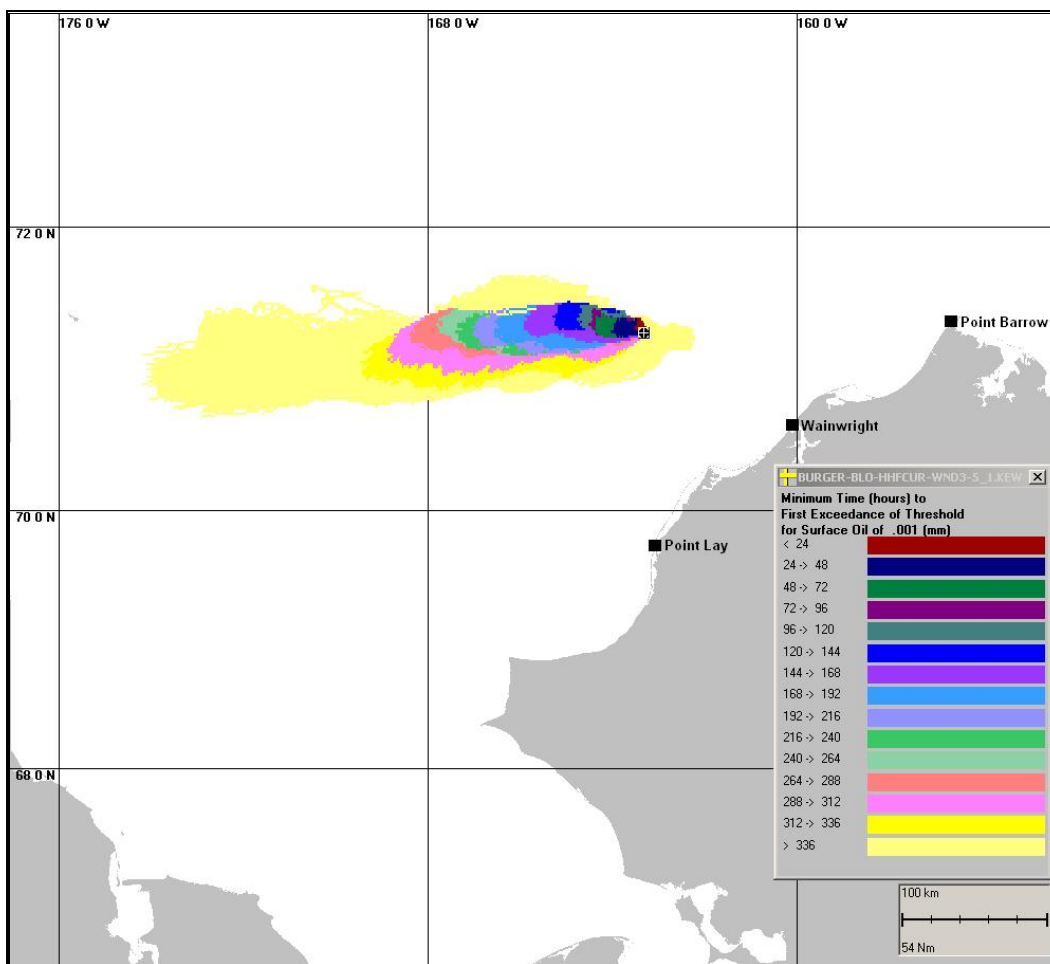 176 0 W
168 0 W
160 0 W
72 0 N
Point Barrow
Wainwright
BURGER-BLO-HHFCUR-WND3-5_1.KEW
Minimum Time (hours) to
First Exceedance of Threshold
for Surface Oil of .001 (mm)
70 0 N
Point Lay
< 24
24 -> 48
48 -> 72
72 -> 96
96 -> 120
120 -> 144
144 -> 168
168 -> 192
192 -> 216
216 -> 240
240 -> 264
264 -> 288
288 -> 312
312 -> 336
> 336
68 0 N
100 km
54 Nm